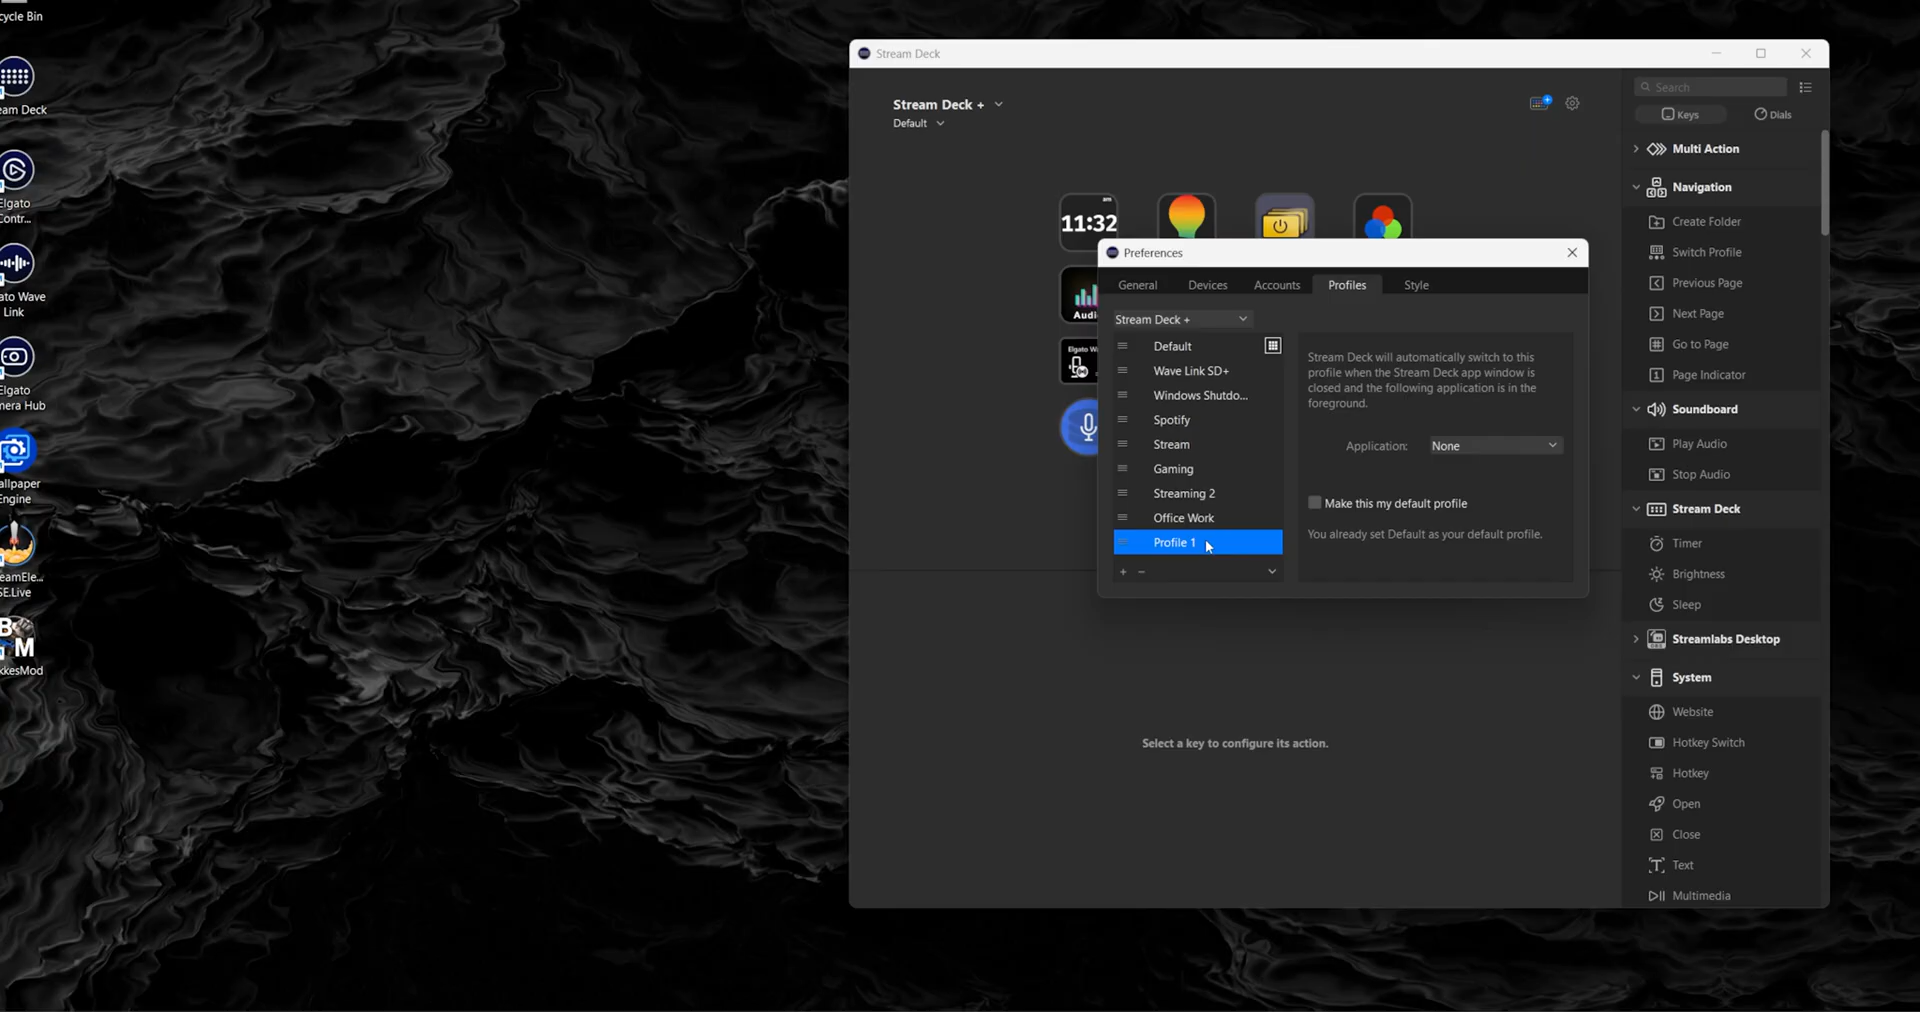 cycle Bin
eam Deck
Elgato
Contr...
ato Wave
Link
Elgato
mera Hub
allpaper
Engine
eamEle...
SE.Live
B
M
kkesMod
Stream Deck
Stream Deck +
Default
11:32
am
Audi
Elgato W
Preferences
General
Devices
Accounts
Profiles
Style
Stream Deck +
Default
Wave Link SD+
Windows Shutdo...
Spotify
Stream
Gaming
Streaming 2
Office Work
Profile 1
+ −
Stream Deck will automatically switch to this
profile when the Stream Deck app window is
closed and the following application is in the
foreground.
Application: None
Make this my default profile
You already set Default as your default profile.
Select a key to configure its action.
Search
Keys
Dials
Multi Action
Navigation
Create Folder
Switch Profile
Previous Page
Next Page
Go to Page
Page Indicator
Soundboard
Play Audio
Stop Audio
Stream Deck
Timer
Brightness
Sleep
Streamlabs Desktop
System
Website
Hotkey Switch
Hotkey
Open
Close
Text
Multimedia